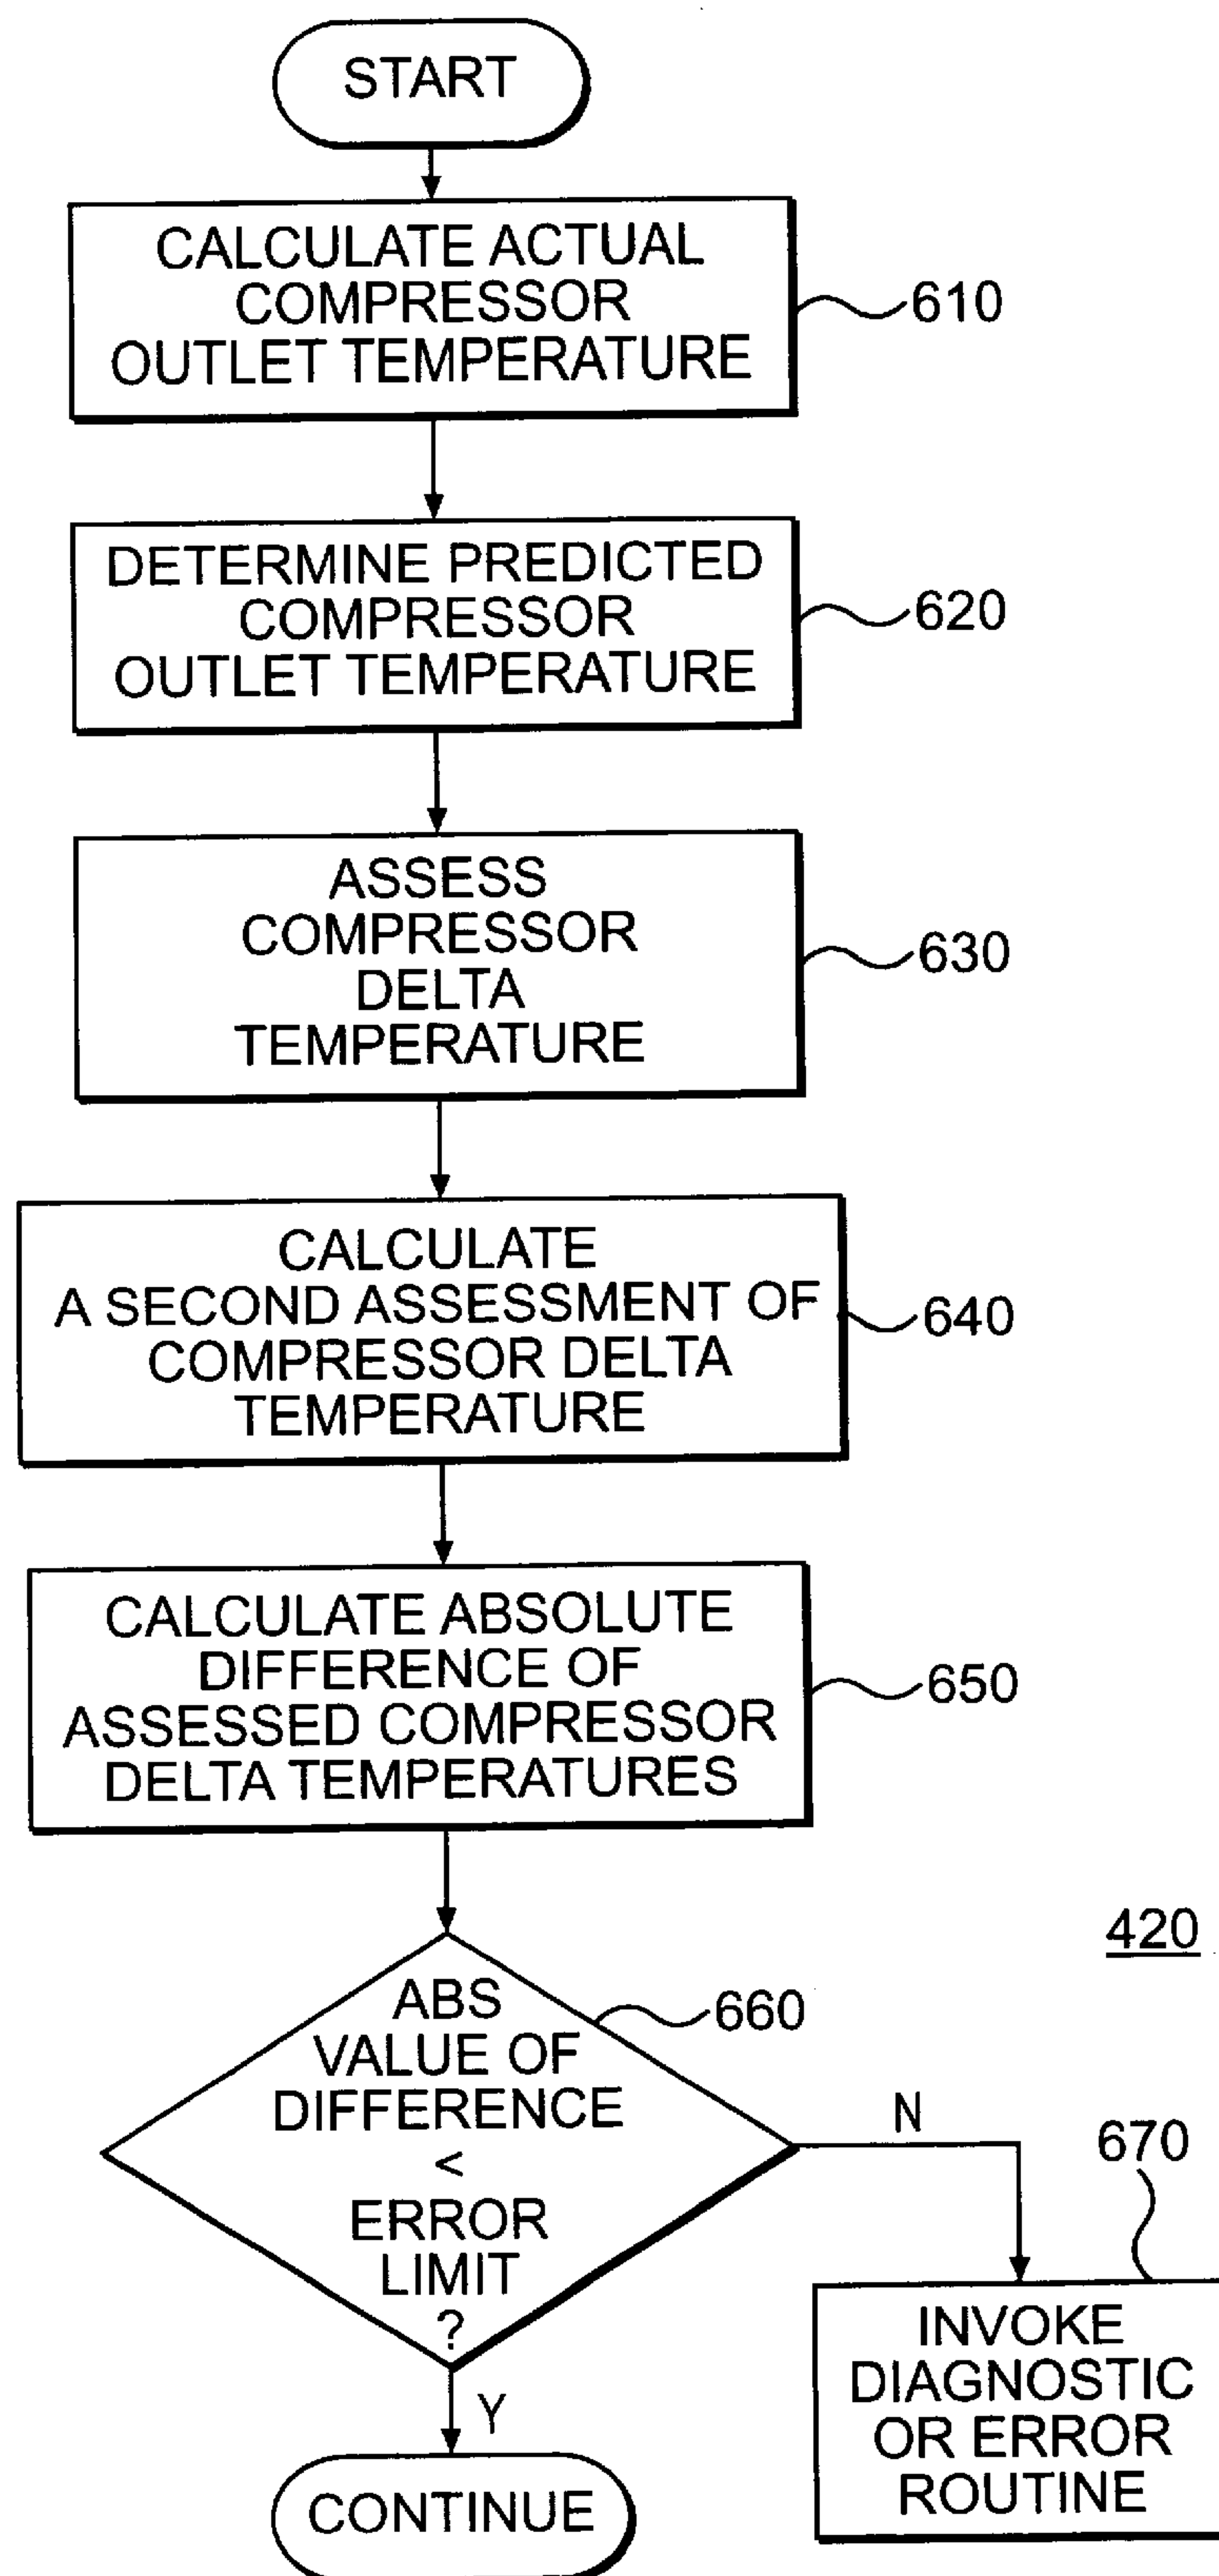 START
CALCULATE ACTUAL
COMPRESSOR
OUTLET TEMPERATURE
610
DETERMINE PREDICTED
COMPRESSOR
OUTLET TEMPERATURE
620
ASSESS
COMPRESSOR
DELTA
TEMPERATURE
630
CALCULATE
A SECOND ASSESSMENT OF
COMPRESSOR DELTA
TEMPERATURE
640
CALCULATE ABSOLUTE
DIFFERENCE OF
ASSESSED COMPRESSOR
DELTA TEMPERATURES
650
420
ABS
VALUE OF
DIFFERENCE
<
ERROR
LIMIT
?
660
N
670
INVOKE
DIAGNOSTIC
OR ERROR
ROUTINE
Y
CONTINUE